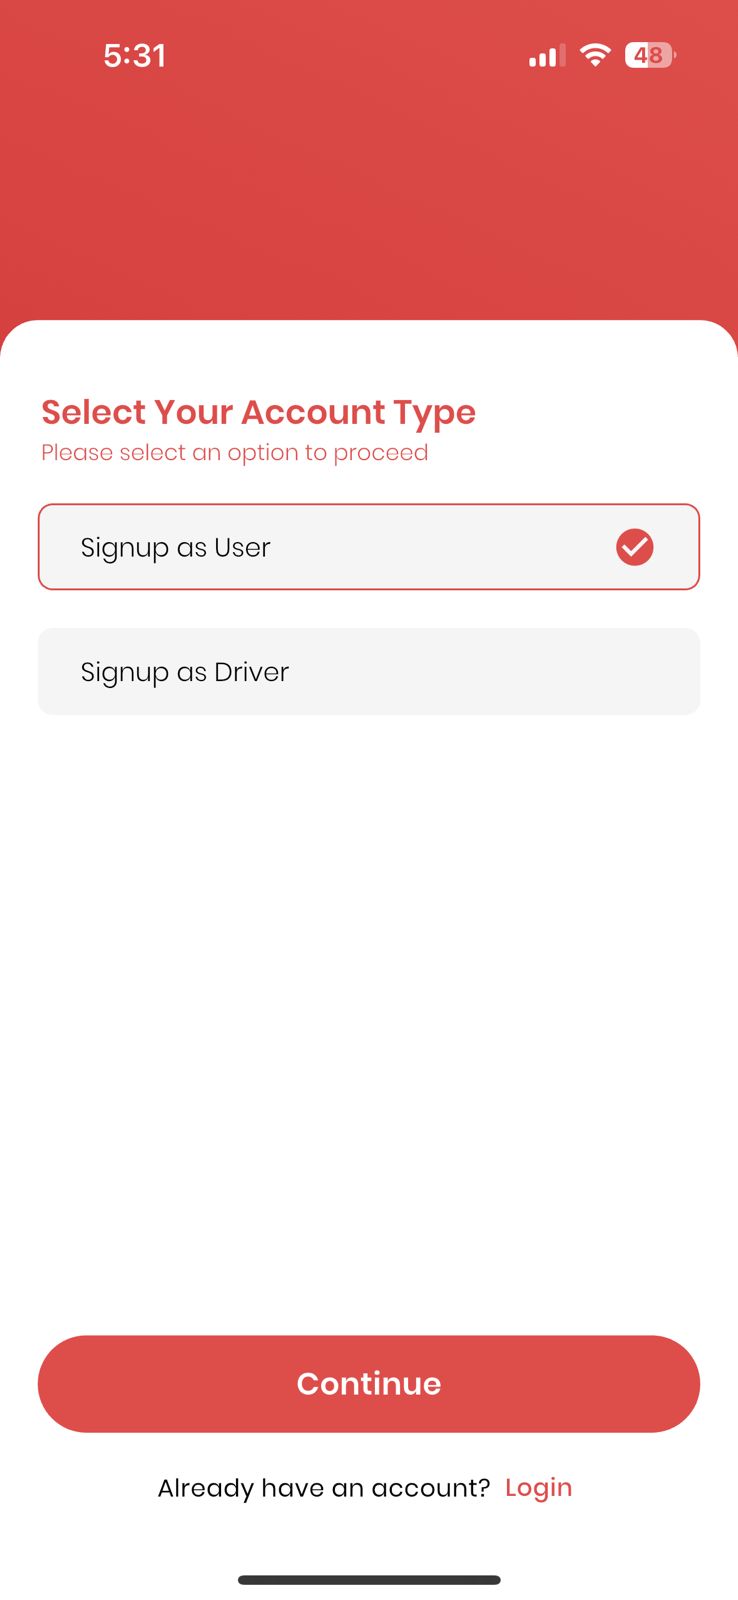 5:31
48
Select Your Account Type
Please select an option to proceed
Signup as User
Signup as Driver
Continue
Already have an account? Login